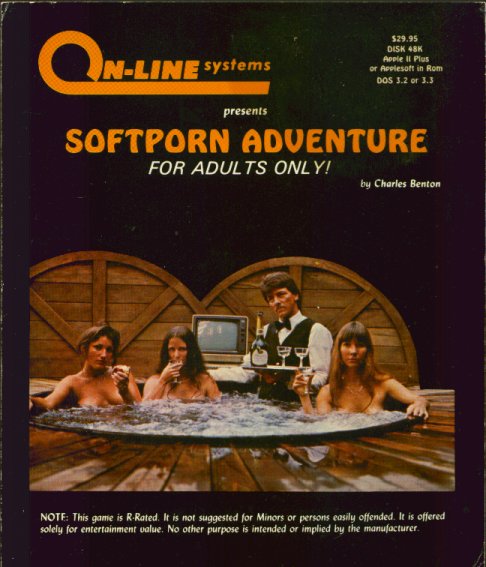 ON-LINE systems
$29.95
DISK 48K
Apple II Plus
or Applesoft in Rom
DOS 3.2 or 3.3
presents
SOFTPORN ADVENTURE
FOR ADULTS ONLY!
by Charles Benton
NOTE: This game is R-Rated. It is not suggested for Minors or persons easily offended. It is offered
solely for entertainment value. No other purpose is intended or implied by the manufacturer.